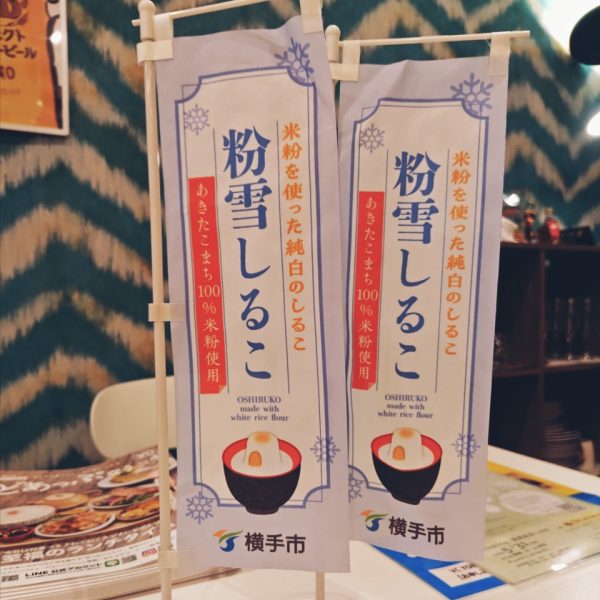 米粉を使った純白のしるこ
粉雪しるこ
あきたこまち100%米粉使用
OSHIRUKO
made with
white rice flour
横手市
米粉を使った純白のしるこ
粉雪しるこ
あきたこまち100%米粉使用
OSHIRUKO
made with
white rice flour
横手市